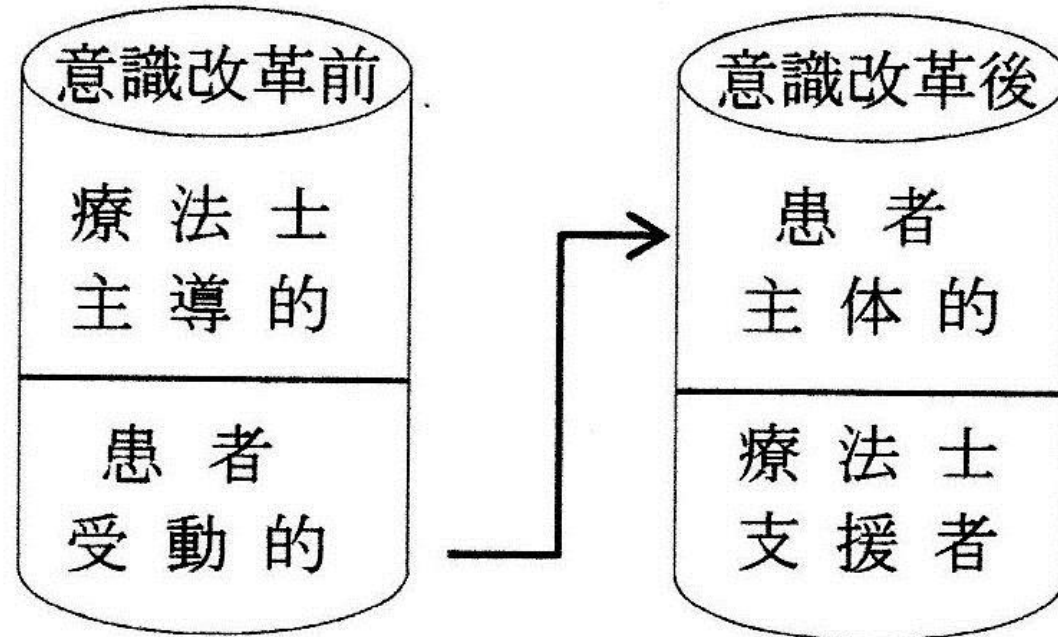 意識改革前
療法士
主導的
患者
受動的
意識改革後
患者
主体的
療法士
支援者